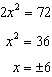 2x² = 72
x² = 36
x = ±6